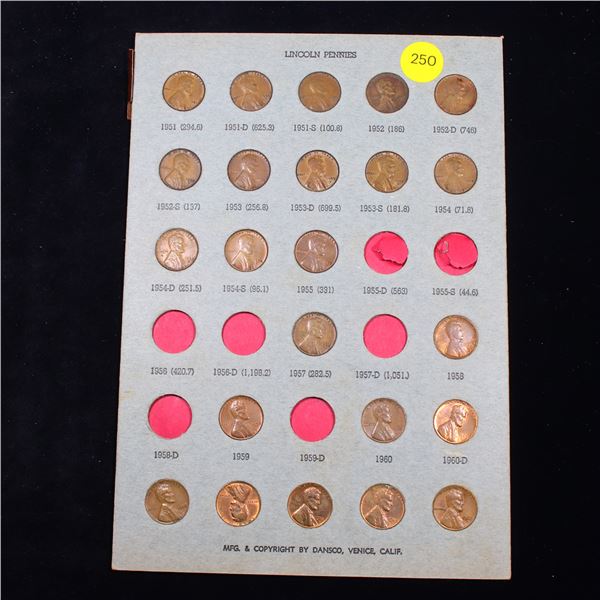 LINCOLN PENNIES
250
1951 (294.6) 1951-D (625.3) 1951-S (100.8) 1952 (186) 1952-D (746)
1952-S (137) 1953 (256.8) 1953-D (699.5) 1953-S (181.8) 1954 (71.8)
1954-D (251.5) 1954-S (96.1) 1955 (391) 1955-D (563) 1955-S (44.6)
1956 (420.7) 1956-D (1,198.2) 1957 (282.5) 1957-D (1,051.) 1958
1958-D 1959 1959-D 1960 1960-D
MFG. & COPYRIGHT BY DANSCO, VENICE, CALIF.